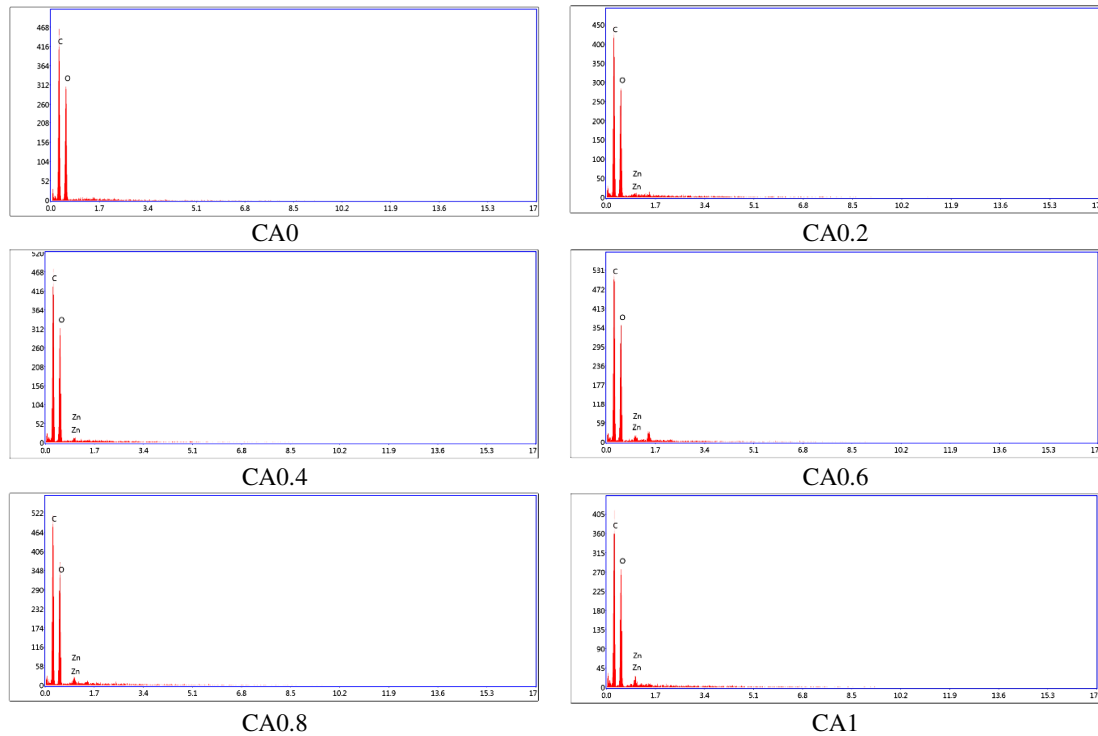 468
C
416
O
364
312
260
208
156
104
52
0
0.0 1.7 3.4 5.1 6.8 8.5 10.2 11.9 13.6 15.3 17
CA0
450
C
400
350
O
300
250
200
150
100
Zn
50
Zn
0
0.0 1.7 3.4 5.1 6.8 8.5 10.2 11.9 13.6 15.3 17
CA0.2
520
468
C
416
364
O
312
260
208
156
104
Zn
52
Zn
0
0.0 1.7 3.4 5.1 6.8 8.5 10.2 11.9 13.6 15.3 17
CA0.4
531
C
472
413
O
354
295
236
177
118
Zn
59
Zn
0
0.0 1.7 3.4 5.1 6.8 8.5 10.2 11.9 13.6 15.3 17
CA0.6
522
C
464
406
348
O
290
232
174
116
Zn
58
Zn
0
0.0 1.7 3.4 5.1 6.8 8.5 10.2 11.9 13.6 15.3 17
CA0.8
405
C
360
315
O
270
225
180
135
90
Zn
45
Zn
0
0.0 1.7 3.4 5.1 6.8 8.5 10.2 11.9 13.6 15.3 17
CA1